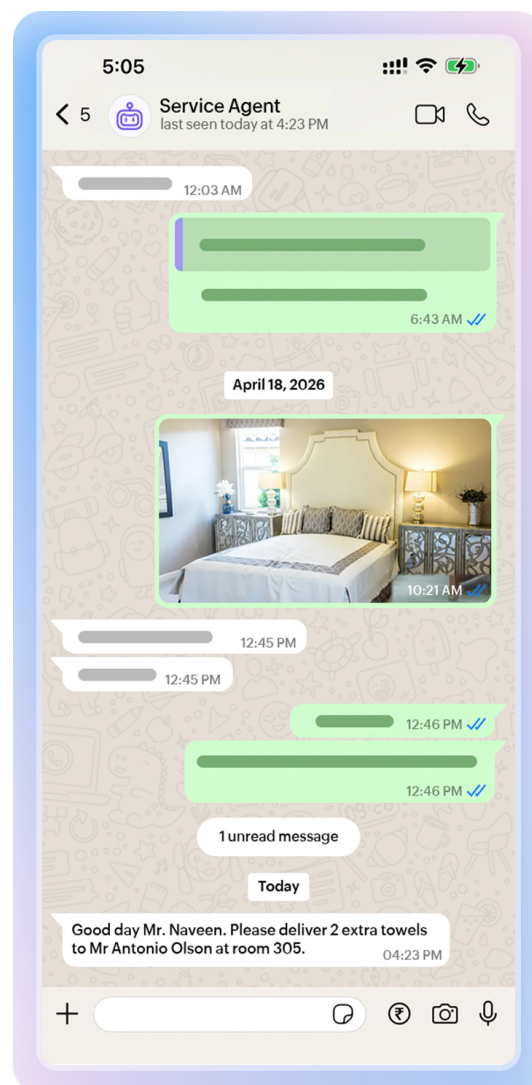 5:05
5
Service Agent
last seen today at 4:23 PM
12:03 AM
6:43 AM
April 18, 2026
10:21 AM
12:45 PM
12:45 PM
12:46 PM
12:46 PM
1 unread message
Today
Good day Mr. Naveen. Please deliver 2 extra towels
to Mr Antonio Olson at room 305.
04:23 PM
₹